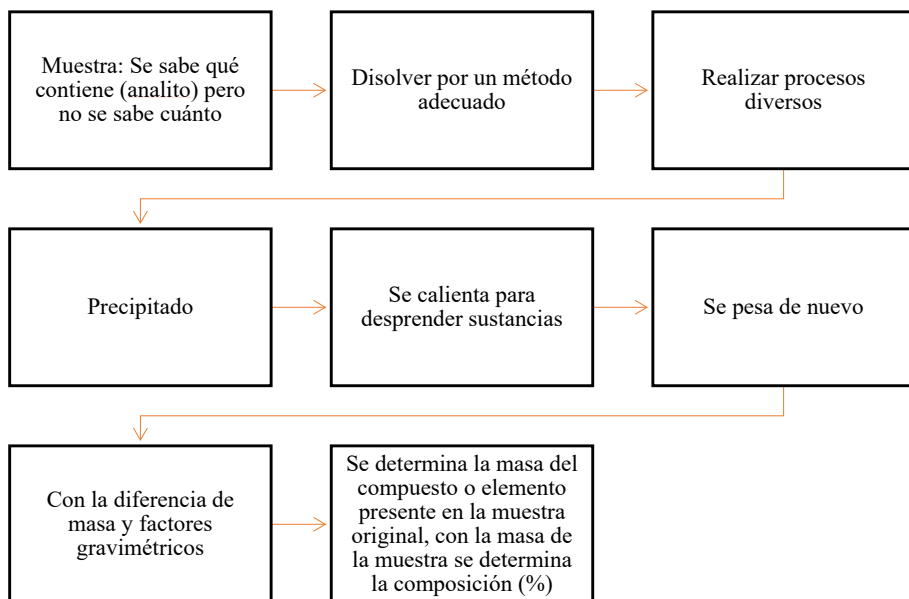 Muestra: Se sabe qué
contiene (analito) pero
no se sabe cuánto
Disolver por un método
adecuado
Realizar procesos
diversos
Precipitado
Se calienta para
desprender sustancias
Se pesa de nuevo
Con la diferencia de
masa y factores
gravimétricos
Se determina la masa del
compuesto o elemento
presente en la muestra
original, con la masa de
la muestra se determina
la composición (%)